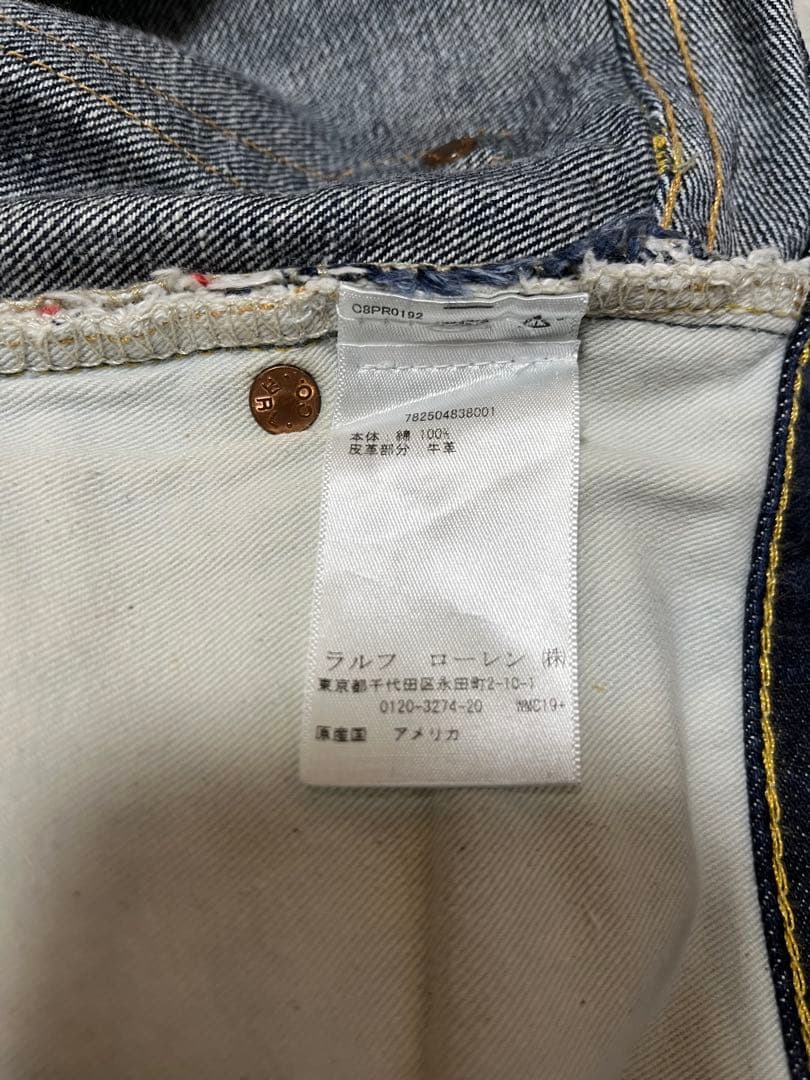 C8PR0192
782504838001
本体:綿 100%
皮革部分 牛革
ラルフ ローレン ㈱
東京都千代田区永田町2-10-1
0120-3274-20 WWC19+
原産国 アメリカ